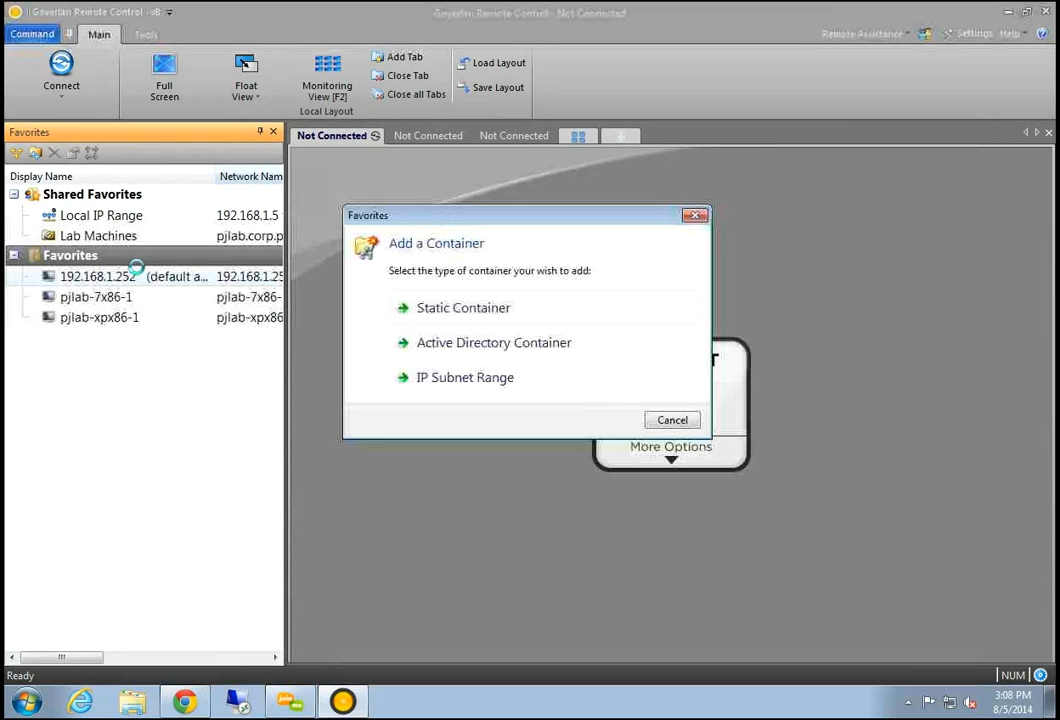 Goverlan Remote Control - v8
Goverlan Remote Control - Not Connected
Command
Main
Tools
Remote Assistance
Settings
Help
Connect
Full Screen
Float View
Monitoring View [F2]
Add Tab
Close Tab
Close all Tabs
Load Layout
Save Layout
Local Layout
Favorites
Not Connected
Not Connected
Not Connected
Display Name
Network Nam
Shared Favorites
Local IP Range
192.168.1.5
Lab Machines
pjlab.corp.p
Favorites
192.168.1.252 (default a...
192.168.1.25
pjlab-7x86-1
pjlab-7x86-
pjlab-xpx86-1
pjlab-xpx86
Favorites
Add a Container
Select the type of container your wish to add:
Static Container
Active Directory Container
IP Subnet Range
Cancel
More Options
Ready
NUM
3:08 PM
8/5/2014